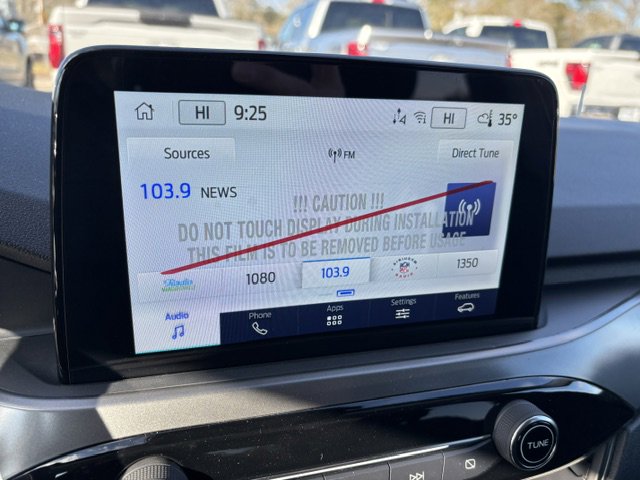 HI 9:25 HI 35°
Sources FM Direct Tune
103.9 NEWS
!!! CAUTION !!!
DO NOT TOUCH DISPLAY DURING INSTALLATION
THIS FILM IS TO BE REMOVED BEFORE USAGE
1080 103.9 RADIO 1350
Audio Phone Apps Settings Features
TUNE